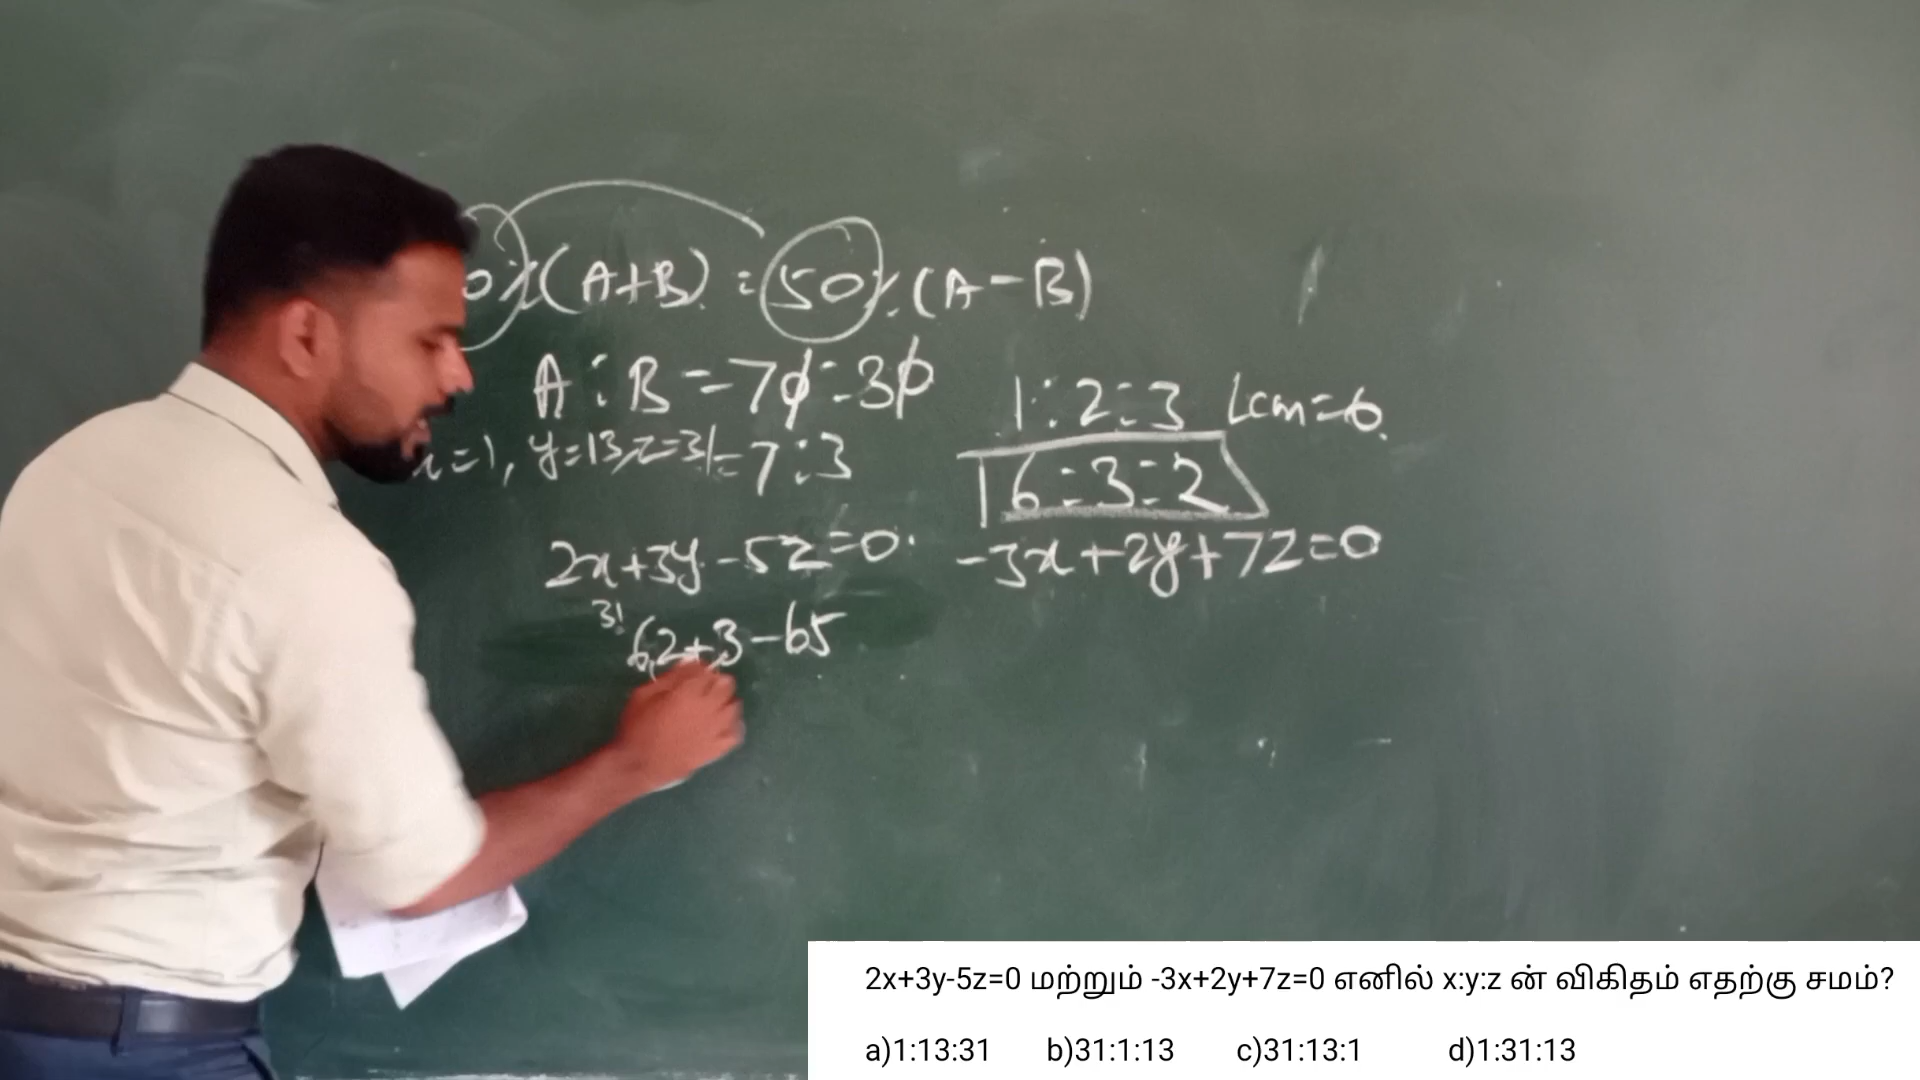 0%(A+B) = 50%(A-B)
A:B = 70:30
1:2:3 Lcm=6
x=1, y=13, z=31 = 7:3
6:3:2
2x+3y-5z=0
-3x+2y+7z=0
31
62+3-65
2x+3y-5z=0 மற்றும் -3x+2y+7z=0 எனில் x:y:z ன் விகிதம் எதற்கு சமம்?
a)1:13:31 b)31:1:13 c)31:13:1 d)1:31:13